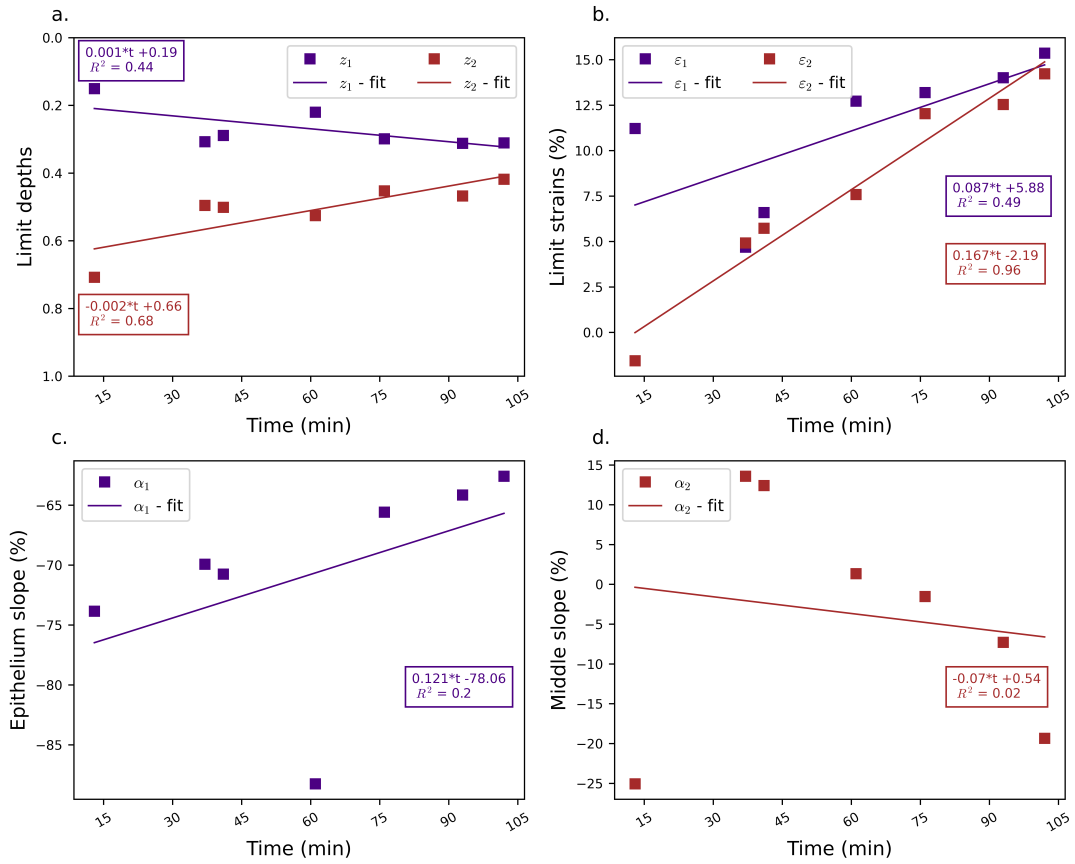 a.
0.001*t +0.19
R² = 0.44
z₁ z₂
z₁ - fit z₂ - fit
0.0
0.2
0.4
0.6
0.8
1.0
Limit depths
-0.002*t +0.66
R² = 0.68
15 30 45 60 75 90 105
Time (min)
b.
ε₁ ε₂
ε₁ - fit ε₂ - fit
15.0
12.5
10.0
7.5
5.0
2.5
0.0
Limit strains (%)
0.087*t +5.88
R² = 0.49
0.167*t -2.19
R² = 0.96
15 30 45 60 75 90 105
Time (min)
c.
α₁
α₁ - fit
−65
−70
−75
−80
−85
Epithelium slope (%)
0.121*t -78.06
R² = 0.2
15 30 45 60 75 90 105
Time (min)
d.
α₂
α₂ - fit
15
10
5
0
−5
−10
−15
−20
−25
Middle slope (%)
-0.07*t +0.54
R² = 0.02
15 30 45 60 75 90 105
Time (min)